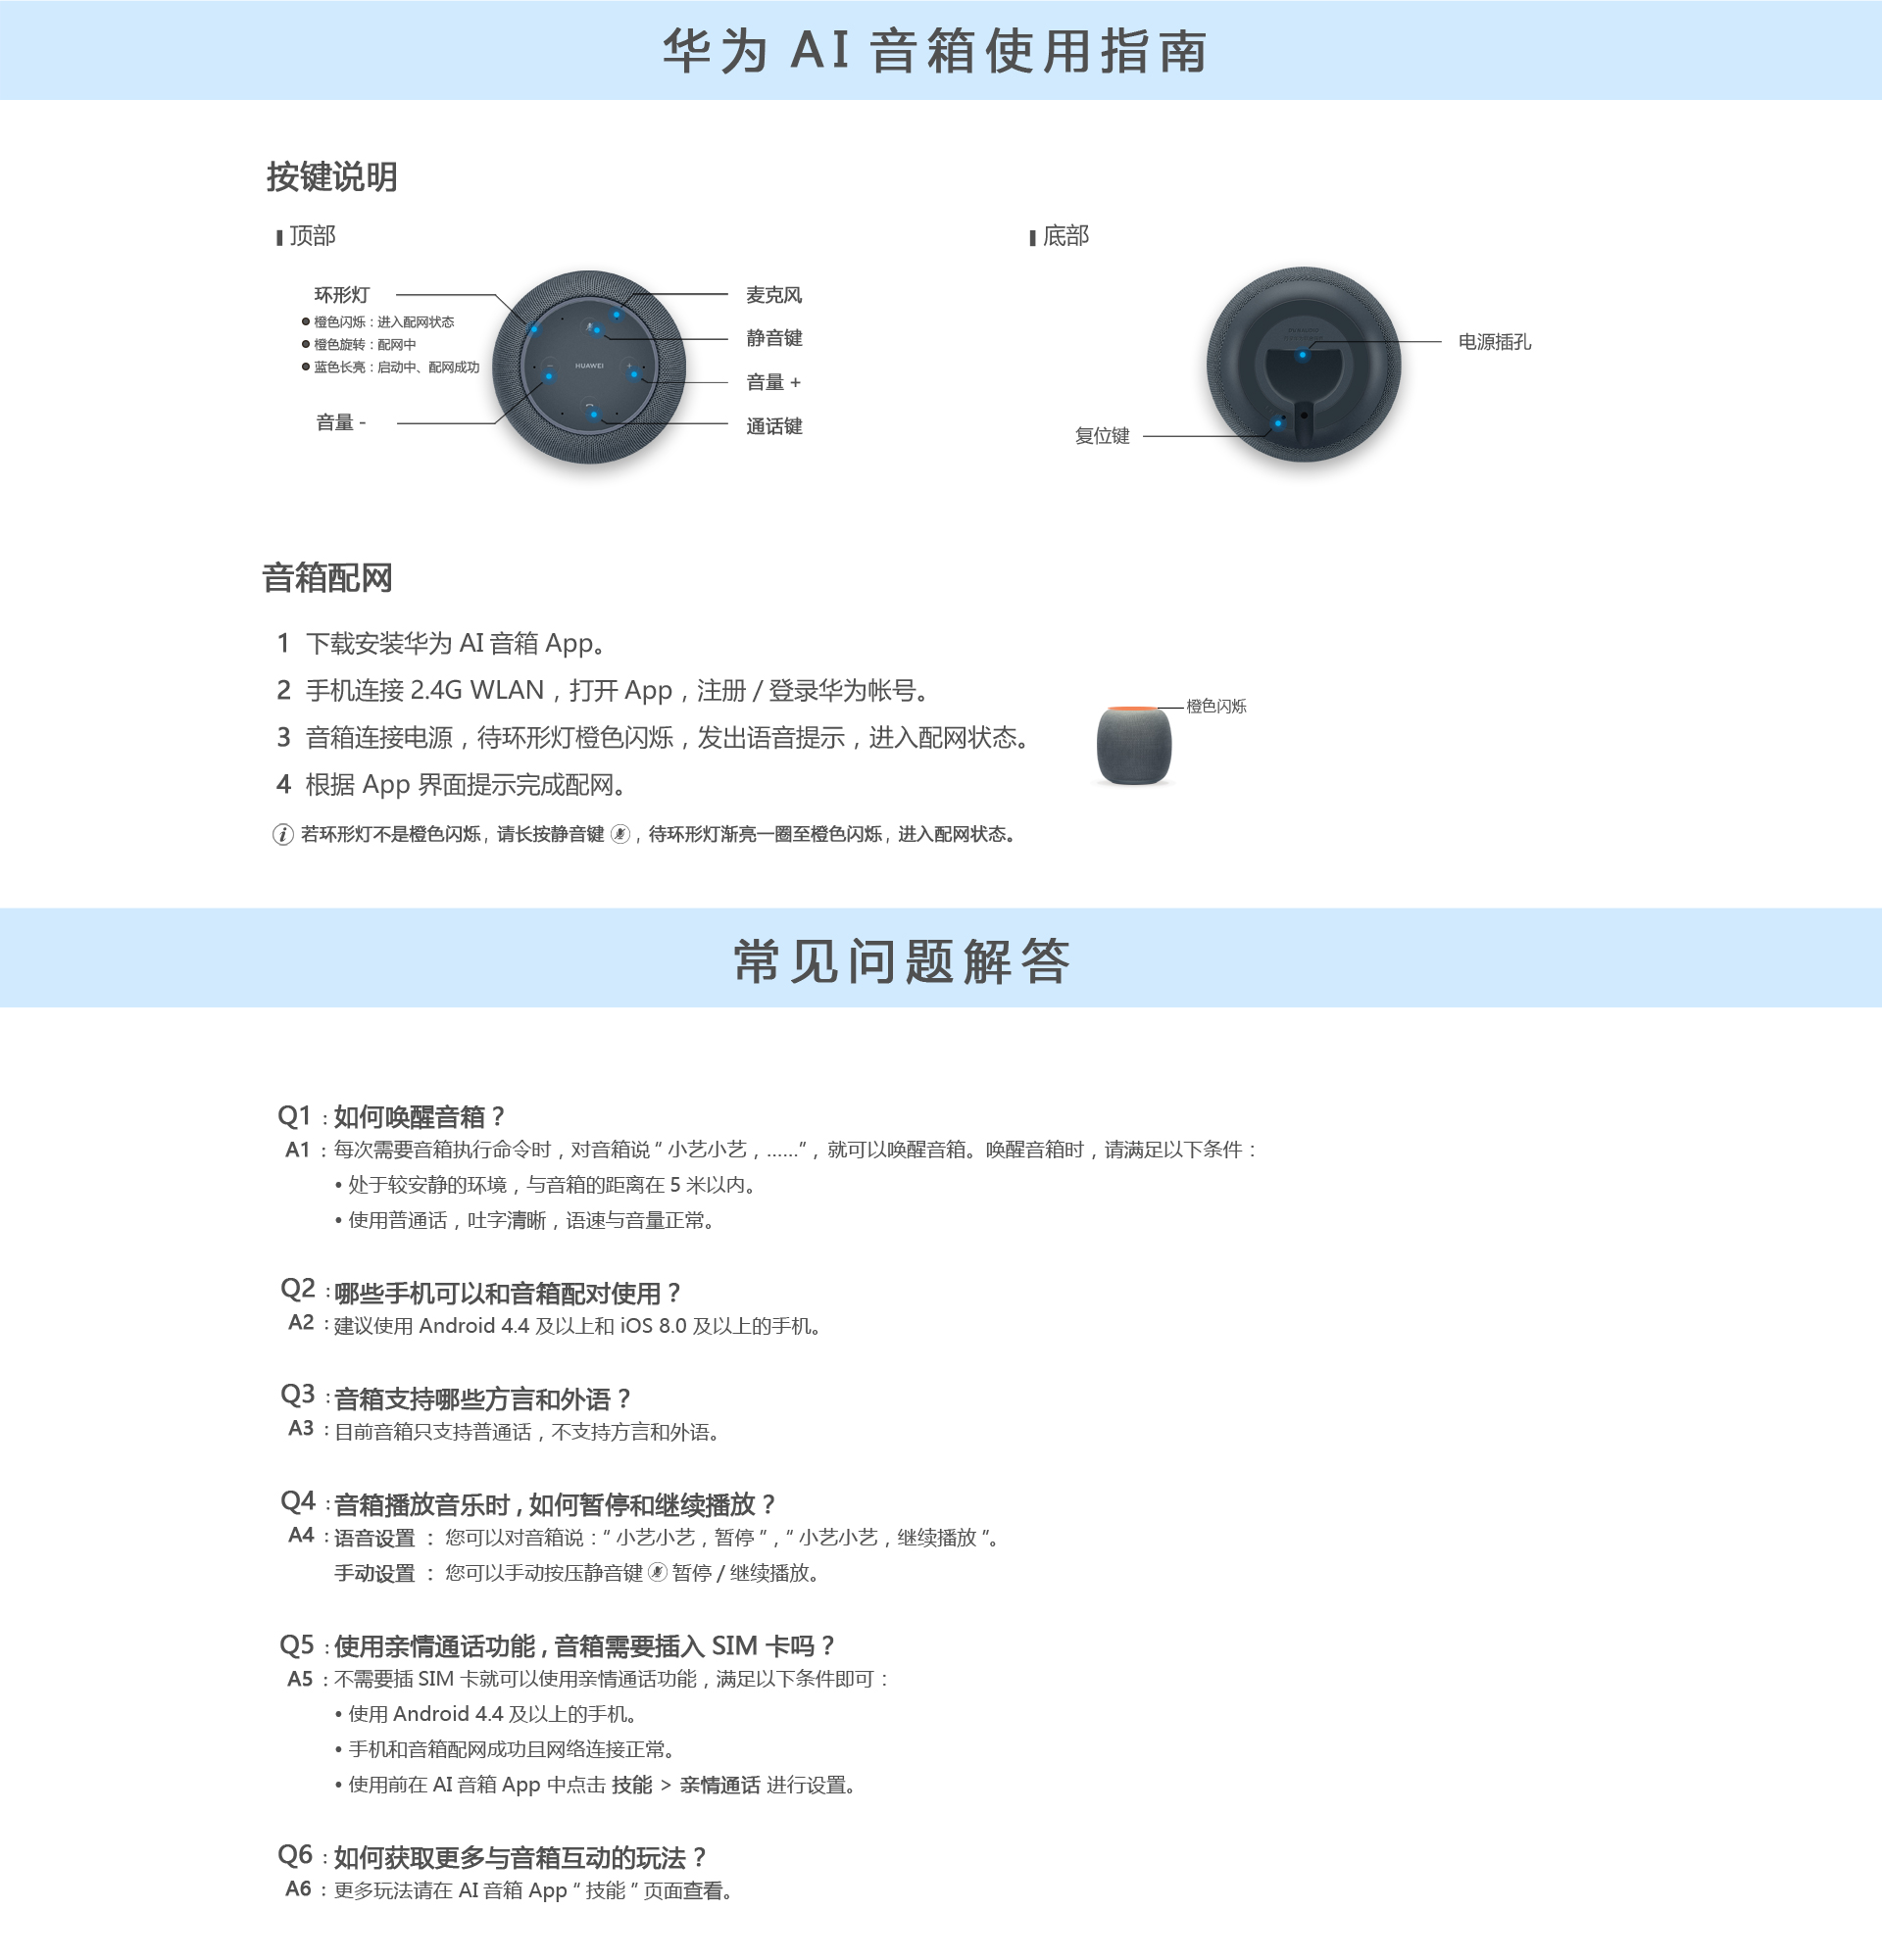 华为 AI 音箱使用指南
按键说明
顶部
底部
环形灯
● 橙色闪烁：进入配网状态
● 橙色旋转：配网中
● 蓝色长亮：启动中、配网成功
音量 -
HUAWEI
麦克风
静音键
音量 +
通话键
电源插孔
复位键
音箱配网
1 下载安装华为 AI 音箱 App。
2 手机连接 2.4G WLAN，打开 App，注册 / 登录华为帐号。
3 音箱连接电源，待环形灯橙色闪烁，发出语音提示，进入配网状态。
4 根据 App 界面提示完成配网。
橙色闪烁
i 若环形灯不是橙色闪烁, 请长按静音键 , 待环形灯渐亮一圈至橙色闪烁, 进入配网状态。
常见问题解答
Q1：如何唤醒音箱？
A1：每次需要音箱执行命令时，对音箱说 “ 小艺小艺，……”，就可以唤醒音箱。唤醒音箱时，请满足以下条件：
• 处于较安静的环境，与音箱的距离在 5 米以内。
• 使用普通话，吐字清晰，语速与音量正常。
Q2：哪些手机可以和音箱配对使用？
A2：建议使用 Android 4.4 及以上和 iOS 8.0 及以上的手机。
Q3：音箱支持哪些方言和外语？
A3：目前音箱只支持普通话，不支持方言和外语。
Q4：音箱播放音乐时，如何暂停和继续播放？
A4：语音设置 ： 您可以对音箱说：“ 小艺小艺，暂停 ”，“ 小艺小艺，继续播放 ”。
手动设置 ： 您可以手动按压静音键 暂停 / 继续播放。
Q5：使用亲情通话功能，音箱需要插入 SIM 卡吗？
A5：不需要插 SIM 卡就可以使用亲情通话功能，满足以下条件即可：
• 使用 Android 4.4 及以上的手机。
• 手机和音箱配网成功且网络连接正常。
• 使用前在 AI 音箱 App 中点击 技能 > 亲情通话 进行设置。
Q6：如何获取更多与音箱互动的玩法？
A6：更多玩法请在 AI 音箱 App “ 技能 ” 页面查看。